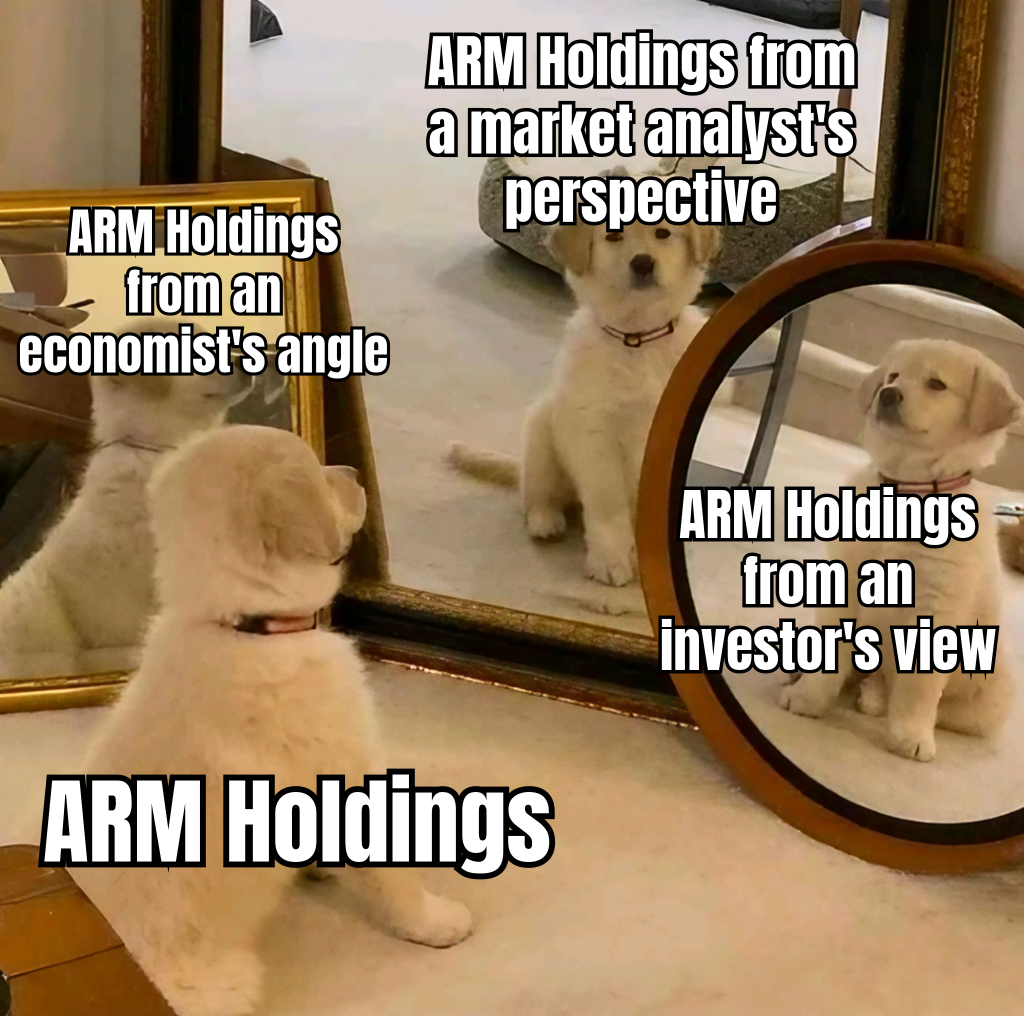 ARM Holdings from
a market analyst's
perspective
ARM Holdings
from an
economist's angle
ARM Holdings
from an
investor's view
ARM Holdings